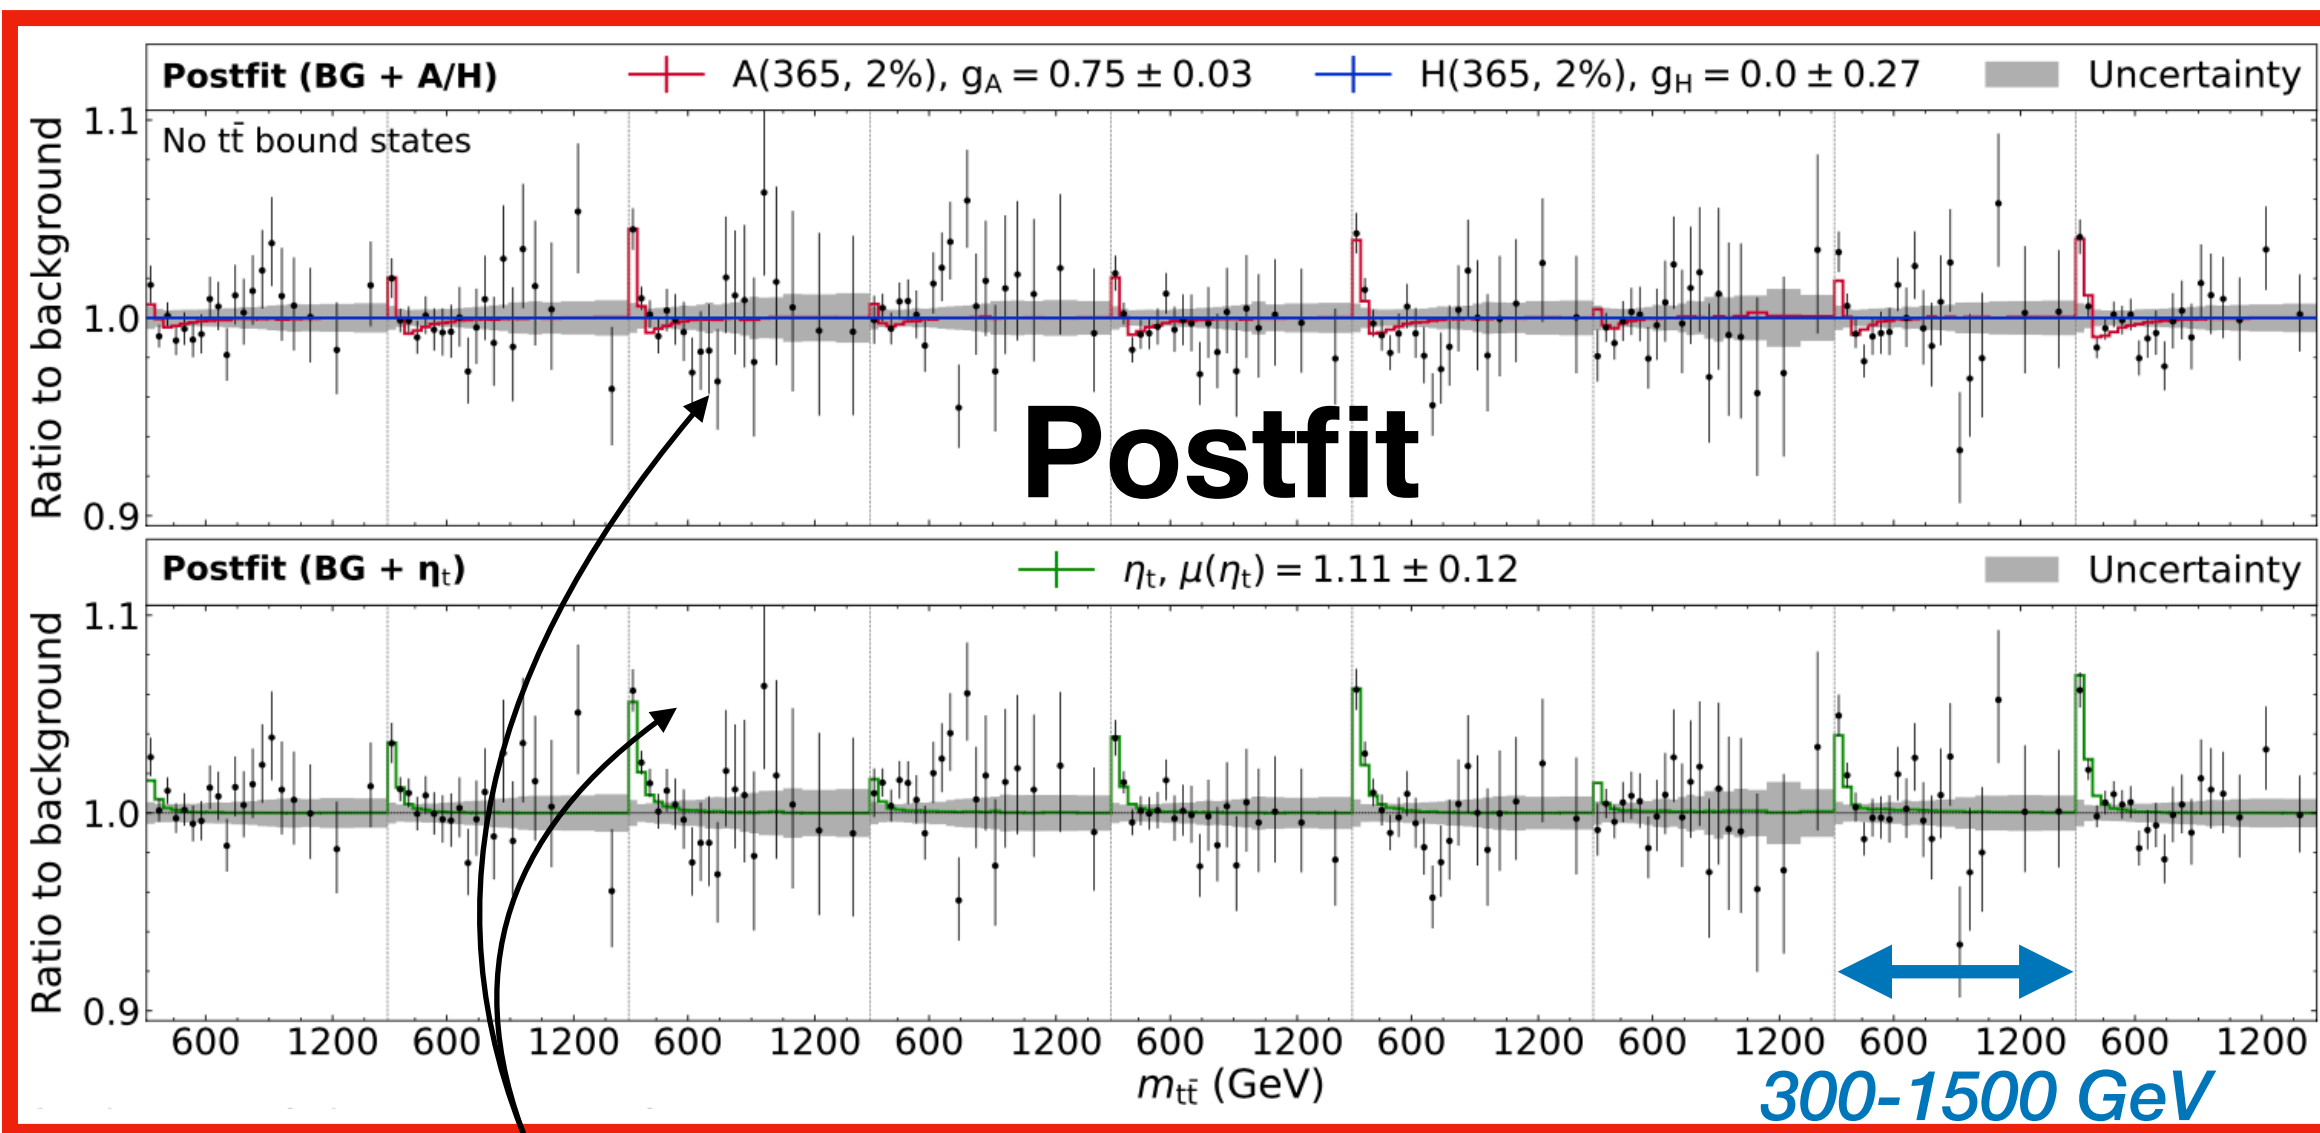 Postfit (BG + A/H) A(365, 2%), g_A = 0.75 ± 0.03 H(365, 2%), g_H = 0.0 ± 0.27 Uncertainty
No tt̄ bound states
Ratio to background
1.1
1.0
0.9
Postfit
Postfit (BG + η_t) η_t, μ(η_t) = 1.11 ± 0.12 Uncertainty
Ratio to background
1.1
1.0
0.9
600 1200 600 1200 600 1200 600 1200 600 1200 600 1200 600 1200 600 1200 600 1200
m_tt̄ (GeV)
300-1500 GeV